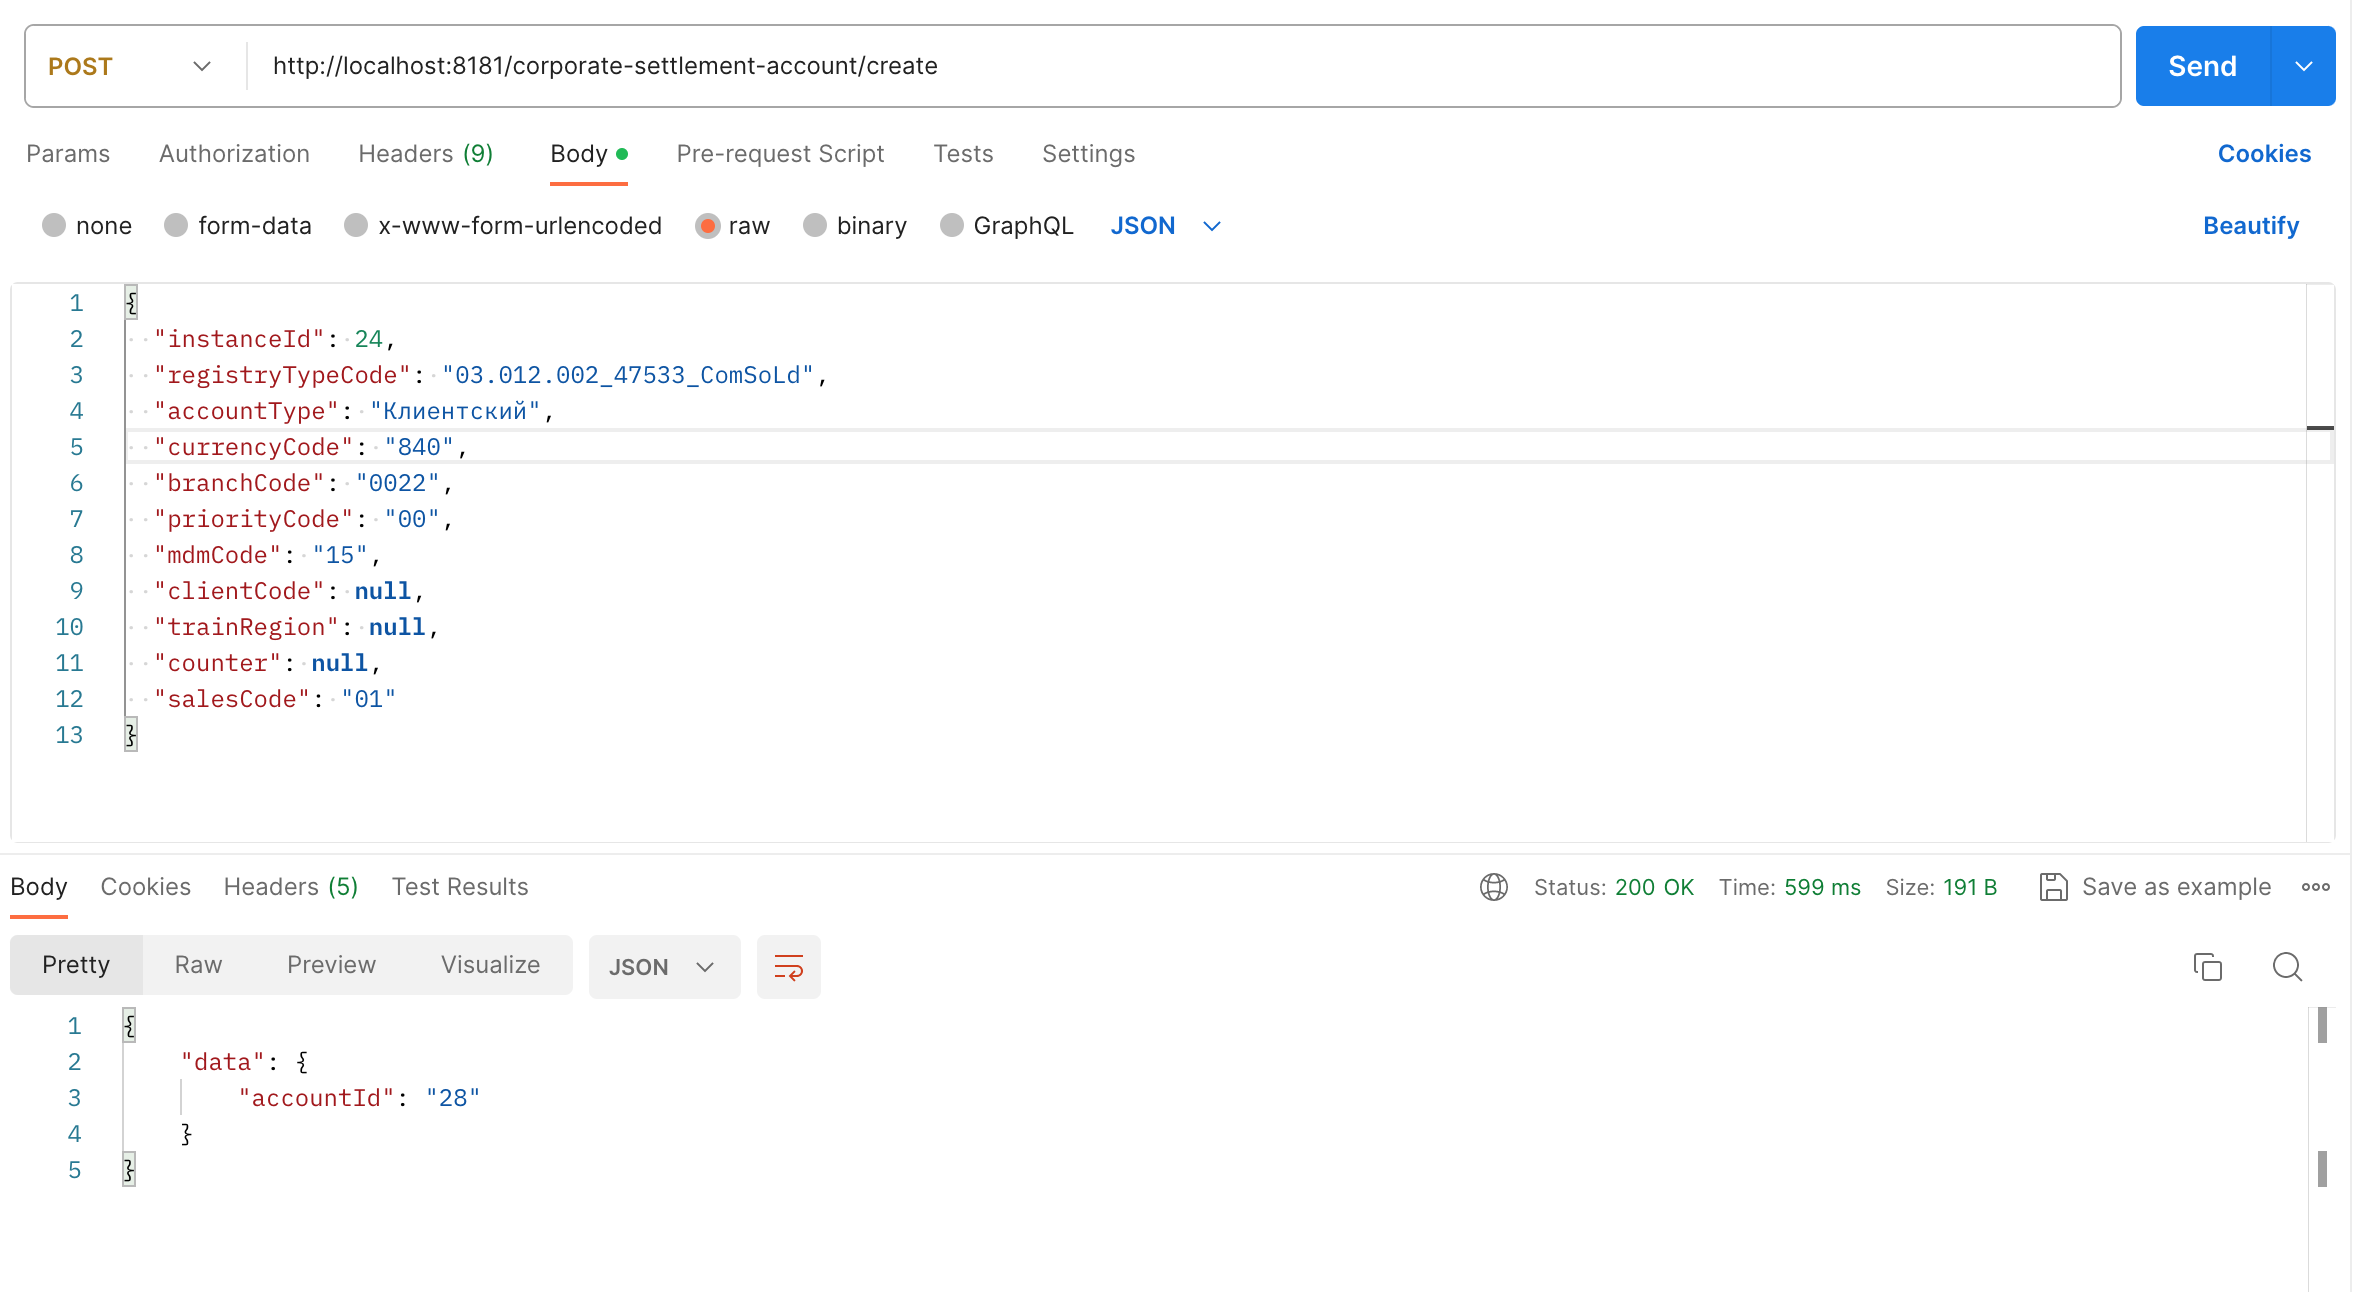 POST http://localhost:8181/corporate-settlement-account/create Send
Params Authorization Headers (9) Body Pre-request Script Tests Settings Cookies
none form-data x-www-form-urlencoded raw binary GraphQL JSON Beautify
1 {
2 "instanceId": 24,
3 "registryTypeCode": "03.012.002_47533_ComSoLd",
4 "accountType": "Клиентский",
5 "currencyCode": "840",
6 "branchCode": "0022",
7 "priorityCode": "00",
8 "mdmCode": "15",
9 "clientCode": null,
10 "trainRegion": null,
11 "counter": null,
12 "salesCode": "01"
13 }
Body Cookies Headers (5) Test Results Status: 200 OK Time: 599 ms Size: 191 B Save as example
Pretty Raw Preview Visualize JSON
1 {
2 "data": {
3 "accountId": "28"
4 }
5 }